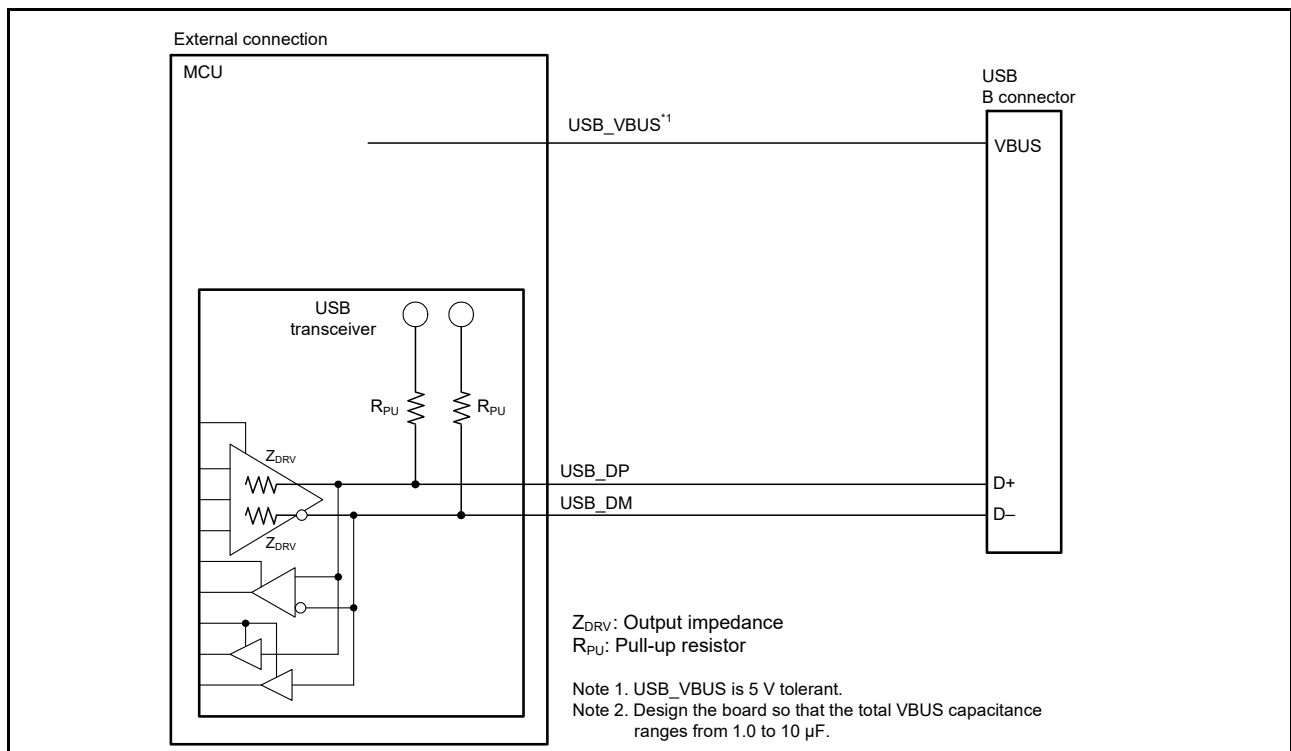 External connection
MCU
USB
B connector
USB_VBUS*1
VBUS
USB
transceiver
RPU
RPU
ZDRV
USB_DP
D+
USB_DM
D–
ZDRV
ZDRV: Output impedance
RPU: Pull-up resistor
Note 1. USB_VBUS is 5 V tolerant.
Note 2. Design the board so that the total VBUS capacitance
ranges from 1.0 to 10 µF.